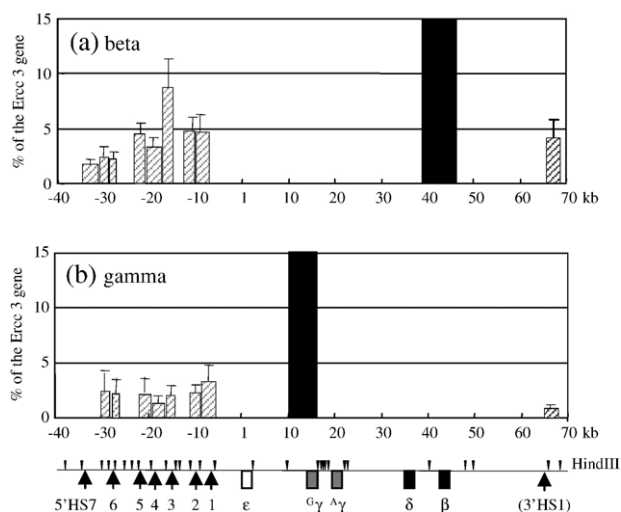 % of the Ercc 3 gene
(a) beta
15
10
5
0
-40 -30 -20 -10 1 10 20 30 40 50 60 70 kb
% of the Ercc 3 gene
(b) gamma
15
10
5
0
-40 -30 -20 -10 1 10 20 30 40 50 60 70 kb
HindIII
5'HS7 6 5 4 3 2 1 ε Gγ Aγ δ β (3'HS1)